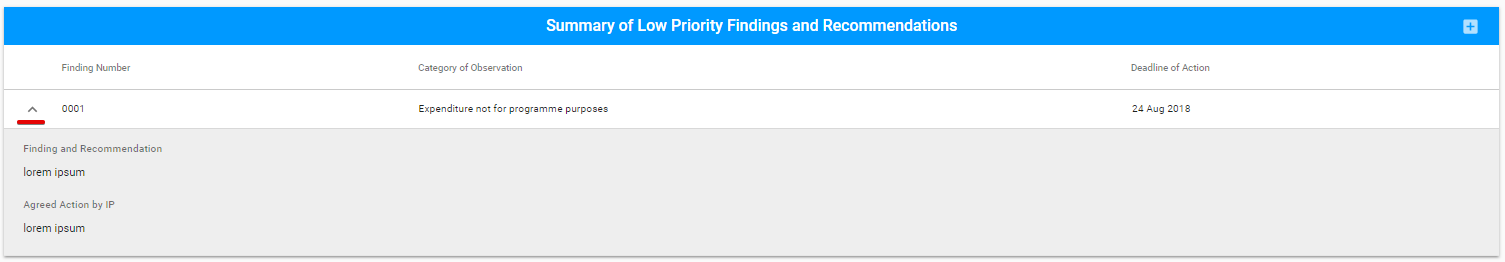 Summary of Low Priority Findings and Recommendations
Finding Number Category of Observation Deadline of Action
0001 Expenditure not for programme purposes 24 Aug 2018
Finding and Recommendation
lorem ipsum
Agreed Action by IP
lorem ipsum